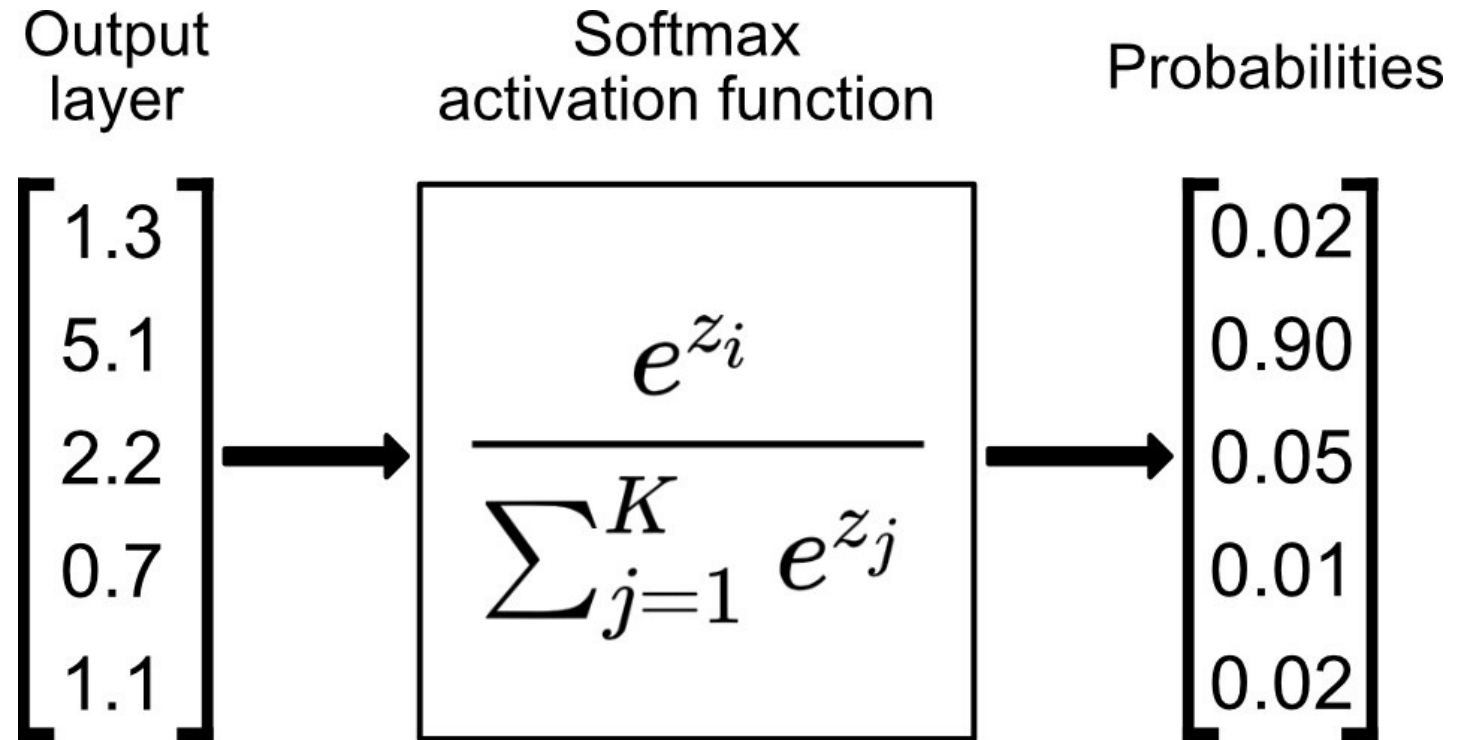 Output
layer
Softmax
activation function
Probabilities
1.3
5.1
2.2
0.7
1.1
e^{z_i}
∑_{j=1}^{K} e^{z_j}
0.02
0.90
0.05
0.01
0.02